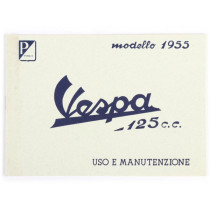 modello 1955
Vespa
125 c.c.
USO E MANUTENZIONE